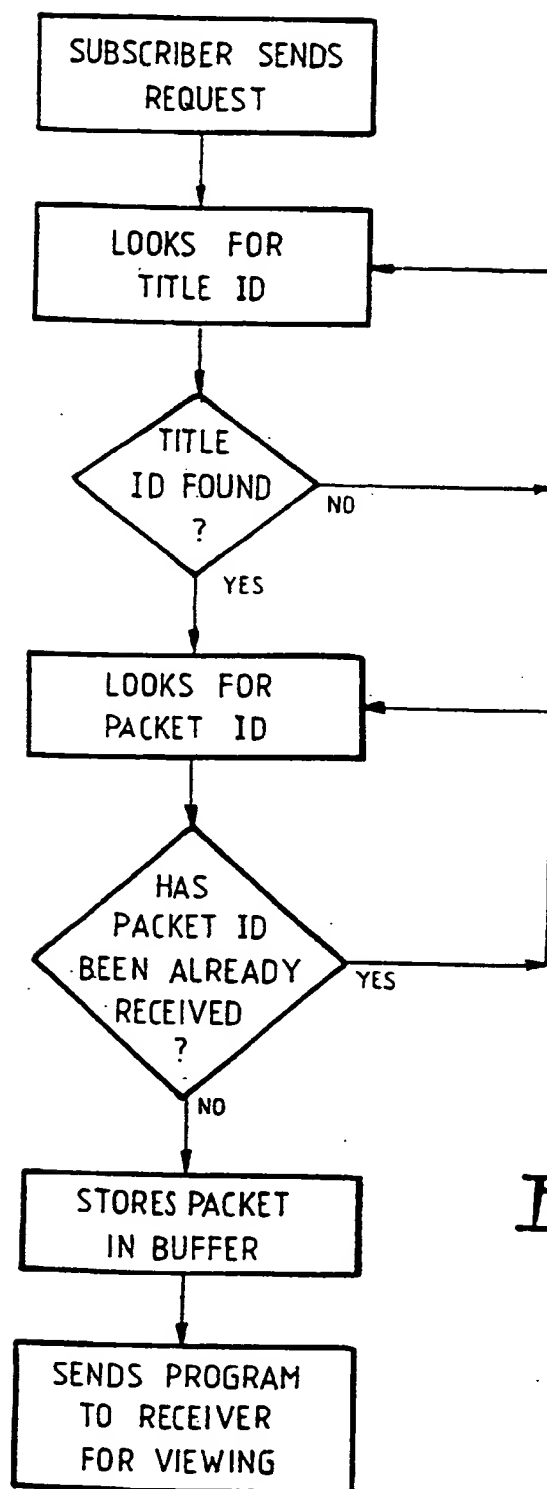 SUBSCRIBER SENDS
REQUEST
LOOKS FOR
TITLE ID
TITLE
ID FOUND
?
NO
YES
LOOKS FOR
PACKET ID
HAS
PACKET ID
BEEN ALREADY
RECEIVED
?
YES
NO
STORES PACKET
IN BUFFER
SENDS PROGRAM
TO RECEIVER
FOR VIEWING